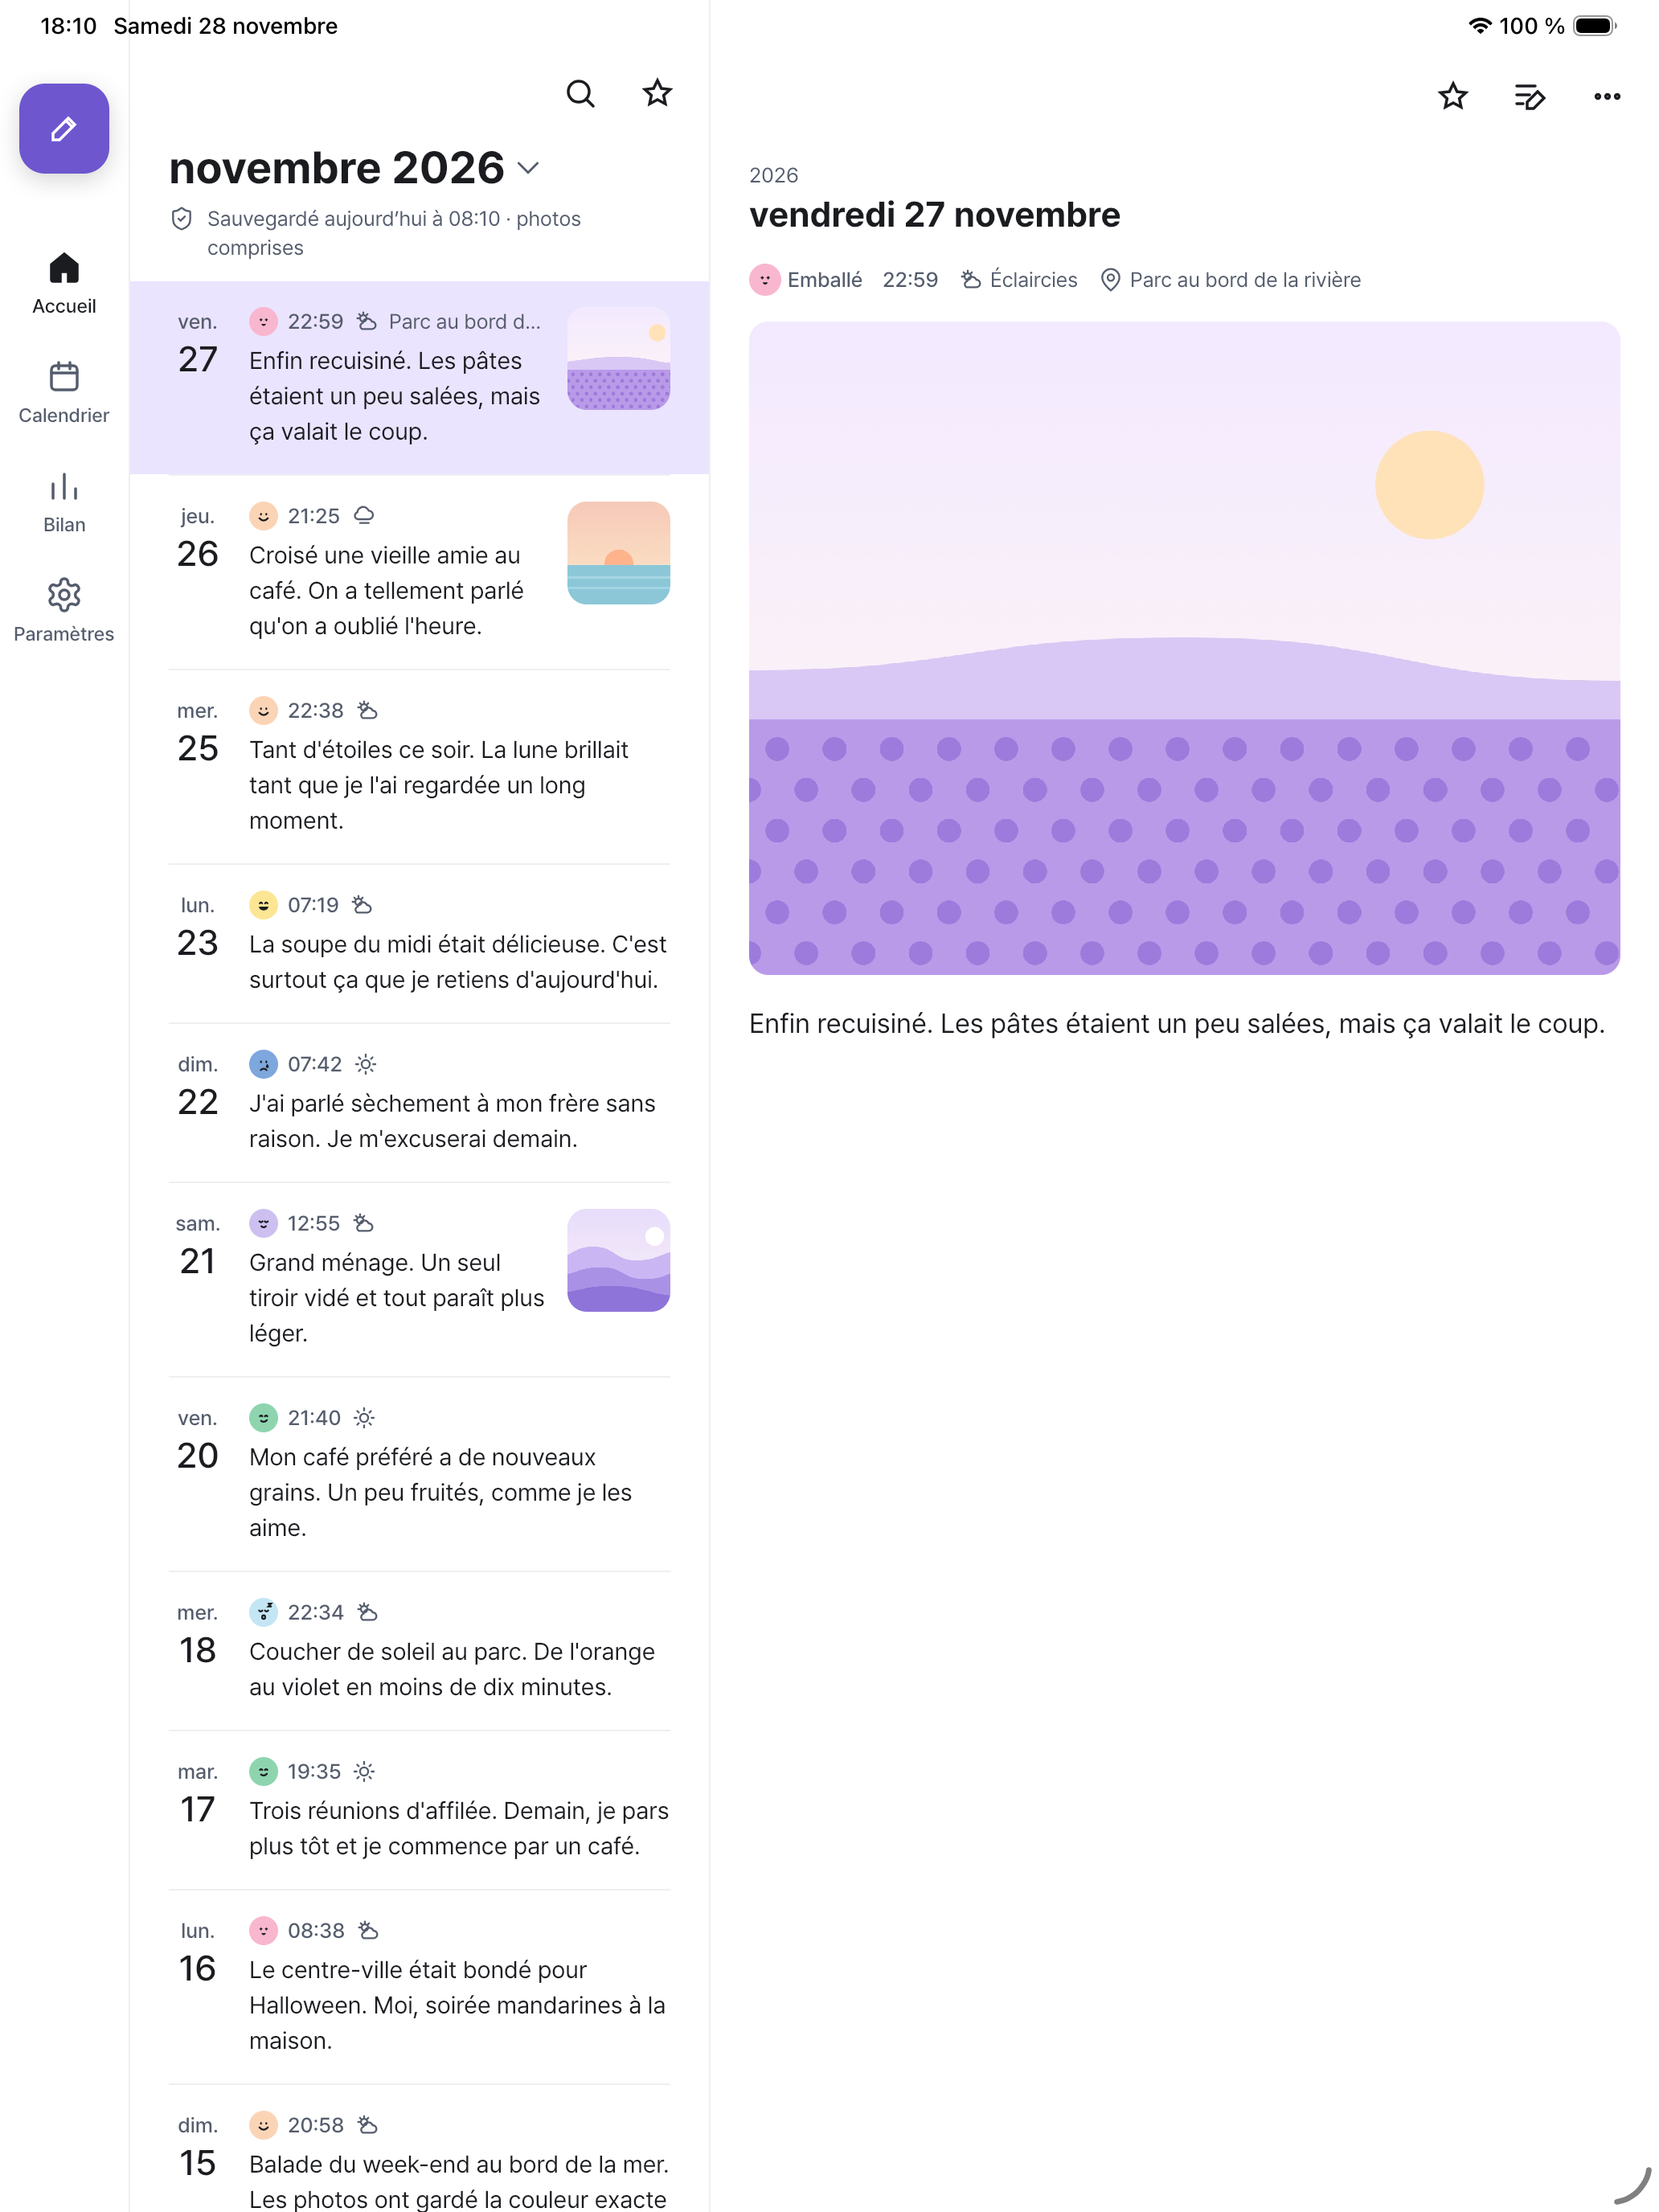 18:10 Samedi 28 novembre
100 %
Accueil
Calendrier
Bilan
Paramètres
novembre 2026
Sauvegardé aujourd’hui à 08:10 · photos
comprises
ven.
27
22:59 Parc au bord d...
Enfin recuisiné. Les pâtes
étaient un peu salées, mais
ça valait le coup.
jeu.
26
21:25
Croisé une vieille amie au
café. On a tellement parlé
qu'on a oublié l'heure.
mer.
25
22:38
Tant d'étoiles ce soir. La lune brillait
tant que je l'ai regardée un long
moment.
lun.
23
07:19
La soupe du midi était délicieuse. C'est
surtout ça que je retiens d'aujourd'hui.
dim.
22
07:42
J'ai parlé sèchement à mon frère sans
raison. Je m'excuserai demain.
sam.
21
12:55
Grand ménage. Un seul
tiroir vidé et tout paraît plus
léger.
ven.
20
21:40
Mon café préféré a de nouveaux
grains. Un peu fruités, comme je les
aime.
mer.
18
22:34
Coucher de soleil au parc. De l'orange
au violet en moins de dix minutes.
mar.
17
19:35
Trois réunions d'affilée. Demain, je pars
plus tôt et je commence par un café.
lun.
16
08:38
Le centre-ville était bondé pour
Halloween. Moi, soirée mandarines à la
maison.
dim.
15
20:58
Balade du week-end au bord de la mer.
Les photos ont gardé la couleur exacte
2026
vendredi 27 novembre
Emballé 22:59 Éclaircies Parc au bord de la rivière
Enfin recuisiné. Les pâtes étaient un peu salées, mais ça valait le coup.